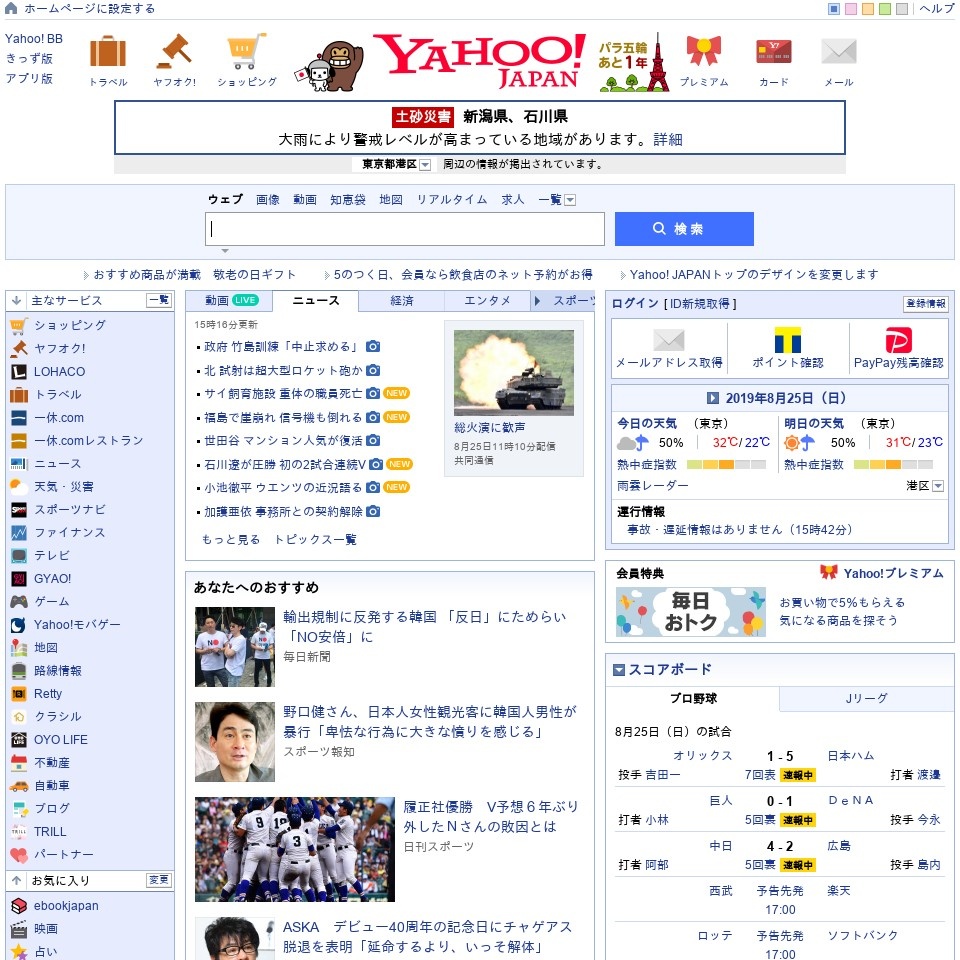 ホームページに設定する
ヘルプ
Yahoo! BB
きっず版
アプリ版
トラベル
ヤフオク!
ショッピング
YAHOO!
JAPAN
パラ五輪
あと1年
プレミアム
カード
メール
土砂災害 新潟県、石川県
大雨により警戒レベルが高まっている地域があります。詳細
東京都港区 周辺の情報が掲出されています。
ウェブ 画像 動画 知恵袋 地図 リアルタイム 求人 一覧
検索
おすすめ商品が満載 敬老の日ギフト
5のつく日、会員なら飲食店のネット予約がお得
Yahoo! JAPANトップのデザインを変更します
主なサービス 一覧
ショッピング
ヤフオク!
LOHACO
トラベル
一休.com
一休.comレストラン
ニュース
天気・災害
スポーツナビ
ファイナンス
テレビ
GYAO!
ゲーム
Yahoo!モバゲー
地図
路線情報
Retty
クラシル
OYO LIFE
不動産
自動車
ブログ
TRILL
パートナー
お気に入り 変更
ebookjapan
映画
占い
動画 LIVE ニュース 経済 エンタメ スポーツ
15時16分更新
政府 竹島訓練「中止求める」
北 試射は超大型ロケット砲か
サイ飼育施設 重体の職員死亡 NEW
福島で崖崩れ 信号機も倒れる NEW
世田谷 マンション人気が復活
石川遼が圧勝 初の2試合連続V NEW
小池徹平 ウエンツの近況語る NEW
加護亜依 事務所との契約解除
もっと見る トピックス一覧
総火演に歓声
8月25日11時10分配信
共同通信
あなたへのおすすめ
輸出規制に反発する韓国 「反日」にためらい
「NO安倍」に
毎日新聞
野口健さん、日本人女性観光客に韓国人男性が
暴行「卑怯な行為に大きな憤りを感じる」
スポーツ報知
履正社優勝 V予想６年ぶり
外したＮさんの敗因とは
日刊スポーツ
ASKA デビュー40周年の記念日にチャゲアス
脱退を表明「延命するより、いっそ解体」
ログイン [ ID新規取得 ] 登録情報
メールアドレス取得
ポイント確認
PayPay残高確認
2019年8月25日（日）
今日の天気 （東京）
50% 32℃/ 22℃
熱中症指数
明日の天気 （東京）
50% 31℃/ 23℃
熱中症指数
雨雲レーダー 港区
運行情報
事故・遅延情報はありません（15時42分）
会員特典 Yahoo!プレミアム
毎日
おトク
お買い物で5%もらえる
気になる商品を探そう
スコアボード
プロ野球 Jリーグ
8月25日（日）の試合
オリックス 1 - 5 日本ハム
投手 吉田一 7回表 速報中 打者 渡邉
巨人 0 - 1 ＤｅＮＡ
打者 小林 5回裏 速報中 投手 今永
中日 4 - 2 広島
打者 阿部 5回裏 速報中 投手 島内
西武 予告先発 楽天
17:00
ロッテ 予告先発 ソフトバンク
17:00